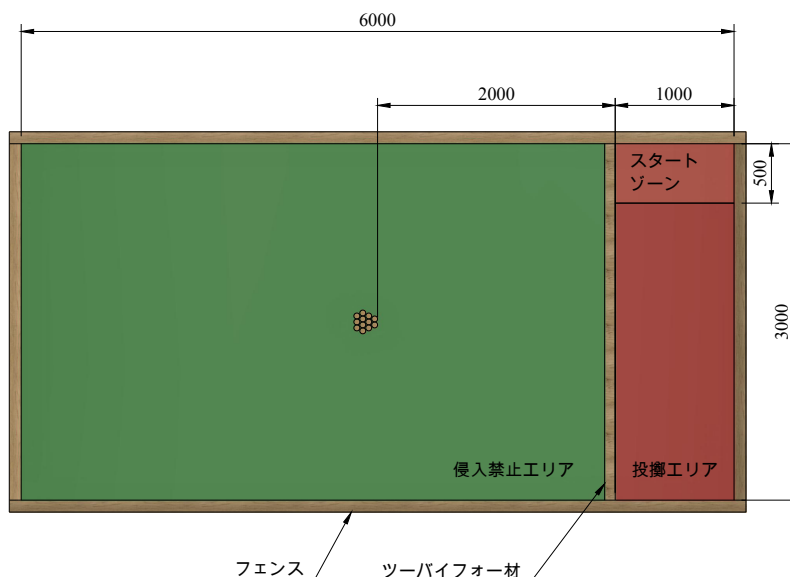 6000
2000
1000
スタート
ゾーン
500
3000
侵入禁止エリア
投擲エリア
フェンス
ツーバイフォー材